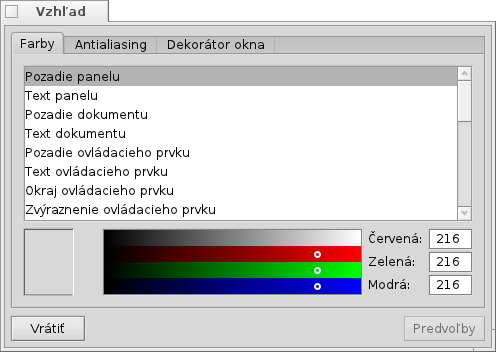 Vzhľad
Farby Antialiasing Dekorátor okna
Pozadie panelu
Text panelu
Pozadie dokumentu
Text dokumentu
Pozadie ovládacieho prvku
Text ovládacieho prvku
Okraj ovládacieho prvku
Zvýraznenie ovládacieho prvku
Červená: 216
Zelená: 216
Modrá: 216
Vrátiť Predvoľby